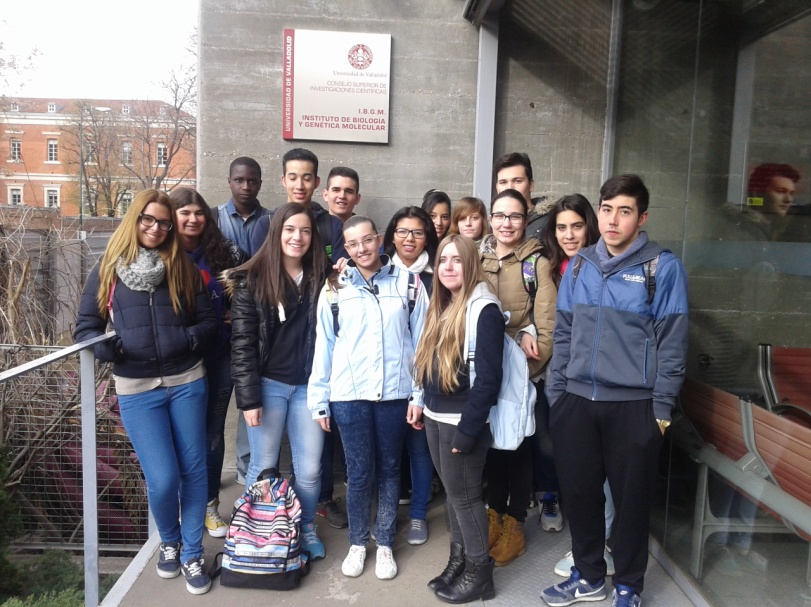 UNIVERSIDAD DE VALLADOLID
Universidad de Valladolid
CONSEJO SUPERIOR DE
INVESTIGACIONES CIENTÍFICAS
I.B.G.M.
INSTITUTO DE BIOLOGÍA
Y GENÉTICA MOLECULAR